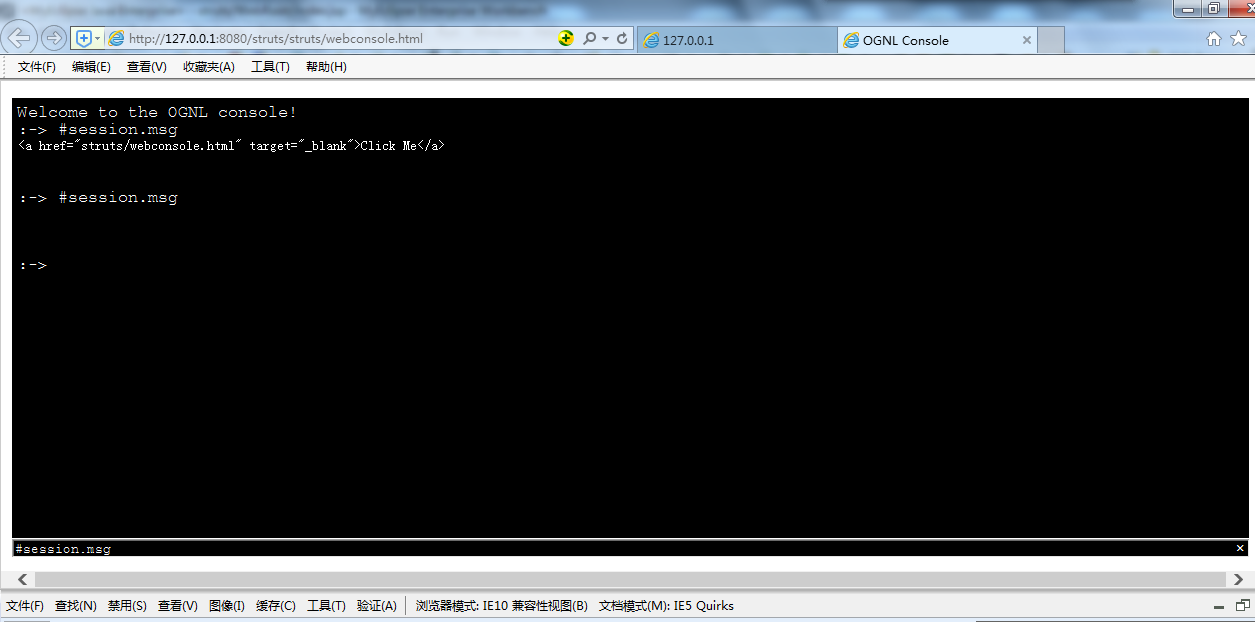 http://127.0.0.1:8080/struts/struts/webconsole.html
127.0.0.1
OGNL Console
文件(F) 编辑(E) 查看(V) 收藏夹(A) 工具(T) 帮助(H)
Welcome to the OGNL console!
:-> #session.msg
<a href="struts/webconsole.html" target="_blank">Click Me</a>
:-> #session.msg
:->
#session.msg
文件(F) 查找(N) 禁用(S) 查看(V) 图像(I) 缓存(C) 工具(T) 验证(A) 浏览器模式: IE10 兼容性视图(B) 文档模式(M): IE5 Quirks